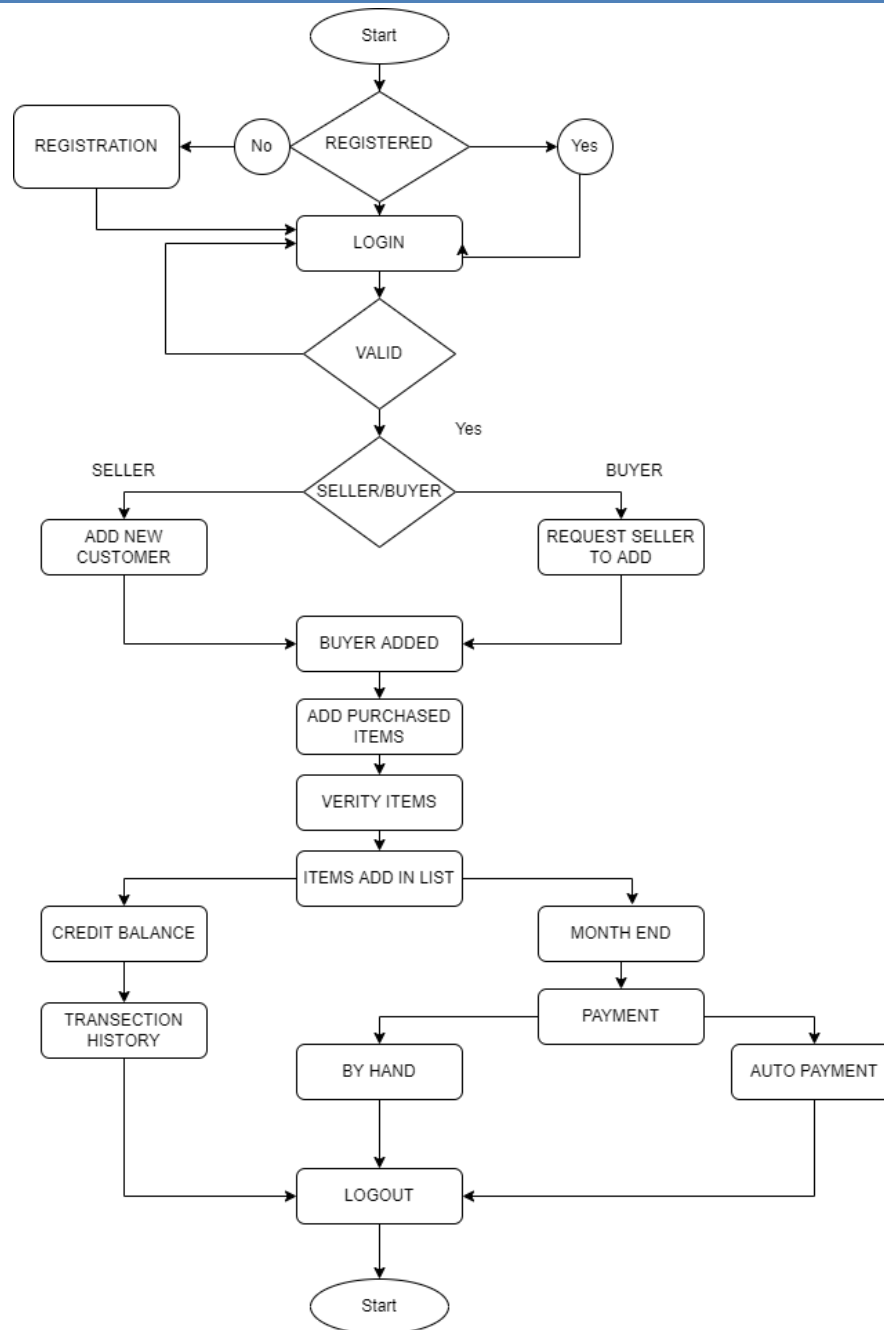 Start
REGISTRATION
No
REGISTERED
Yes
LOGIN
VALID
Yes
SELLER
SELLER/BUYER
BUYER
ADD NEW
CUSTOMER
REQUEST SELLER
TO ADD
BUYER ADDED
ADD PURCHASED
ITEMS
VERITY ITEMS
ITEMS ADD IN LIST
CREDIT BALANCE
MONTH END
TRANSECTION
HISTORY
PAYMENT
BY HAND
AUTO PAYMENT
LOGOUT
Start